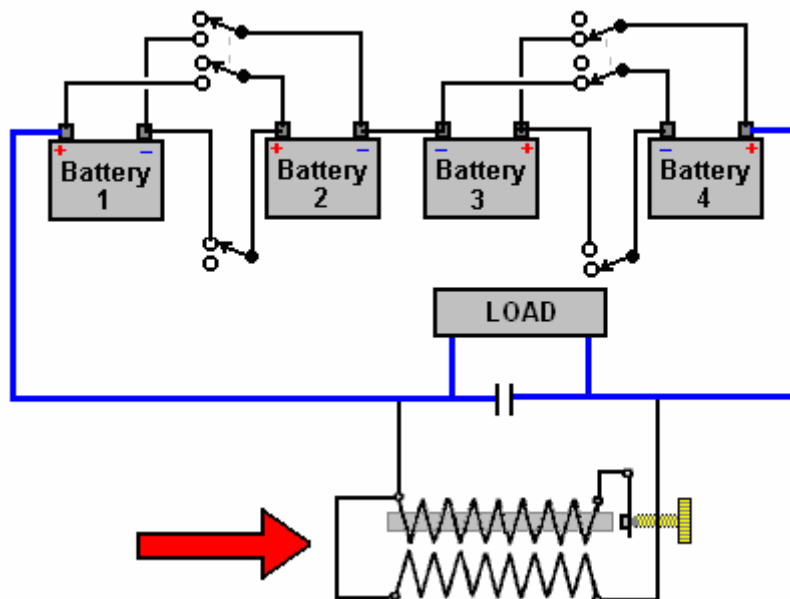 + –
Battery
1
+ –
Battery
2
– +
Battery
3
– +
Battery
4
LOAD